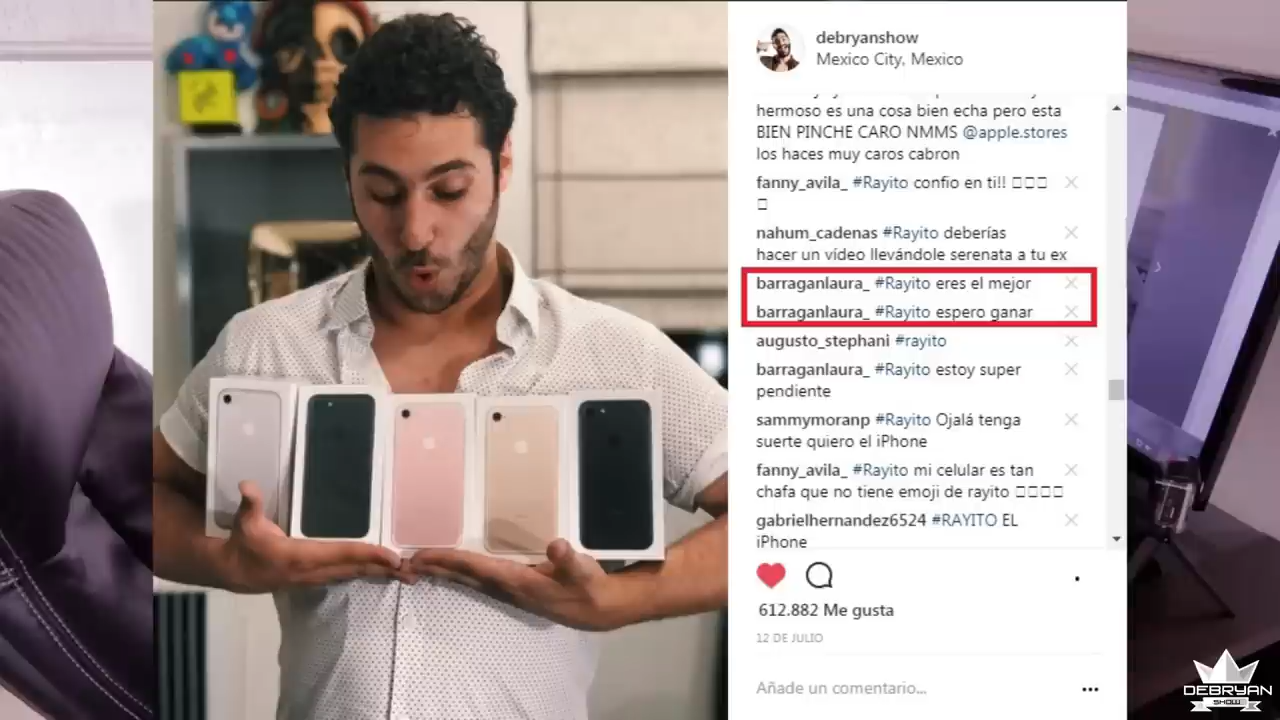 debryanshow
Mexico City, Mexico
hermoso es una cosa bien echa pero esta
BIEN PINCHE CARO NMMS @apple.stores
los haces muy caros cabron
fanny_avila_ #Rayito confio en ti!!
nahum_cadenas #Rayito deberías
hacer un vídeo llevándole serenata a tu ex
barraganlaura_ #Rayito eres el mejor
barraganlaura_ #Rayito espero ganar
augusto_stephani #rayito
barraganlaura_ #Rayito estoy super
pendiente
sammymoranp #Rayito Ojalá tenga
suerte quiero el iPhone
fanny_avila_ #Rayito mi celular es tan
chafa que no tiene emoji de rayito
gabrielhernandez6524 #RAYITO EL
iPhone
612.882 Me gusta
12 DE JULIO
Añade un comentario...
DEBRYAN
SHOW